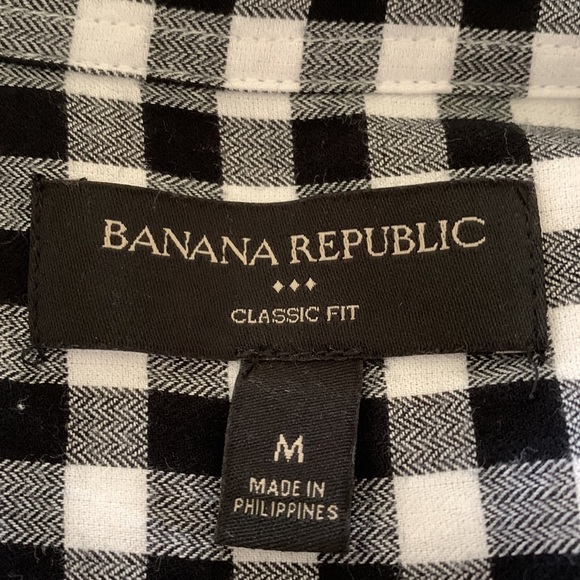 BANANA REPUBLIC
CLASSIC FIT
M
MADE IN
PHILIPPINES